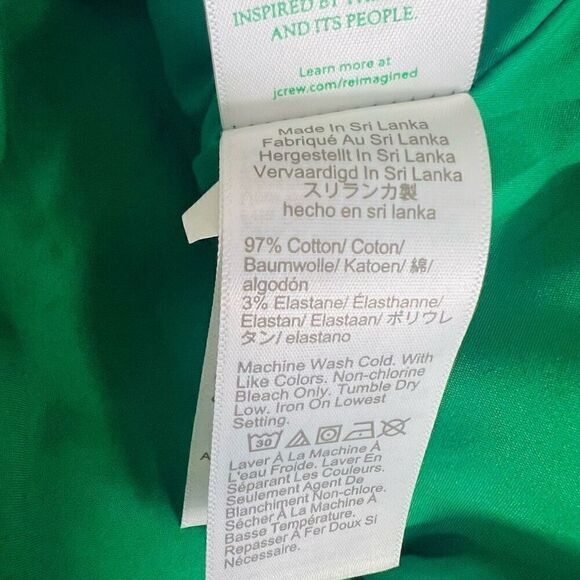 INSPIRED BY
AND ITS PEOPLE.
Learn more at
jcrew.com/reimagined
Made In Sri Lanka
Fabriqué Au Sri Lanka
Hergestellt In Sri Lanka
Vervaardigd In Sri Lanka
スリランカ製
hecho en sri lanka
97% Cotton/ Coton/
Baumwolle/ Katoen/ 綿/
algodón
3% Elastane/ Élasthanne/
Elastan/ Elastaan/ ポリウレ
タン/ elastano
Machine Wash Cold. With
Like Colors. Non-chlorine
Bleach Only. Tumble Dry
Low. Iron On Lowest
Setting.
30
Laver À La Machine À
L'eau Froide. Laver En
Séparant Les Couleurs.
Seulement Agent De
Blanchiment Non-chlore.
Sécher À La Machine À
Basse Température.
Repasser À Fer Doux Si
Nécessaire.